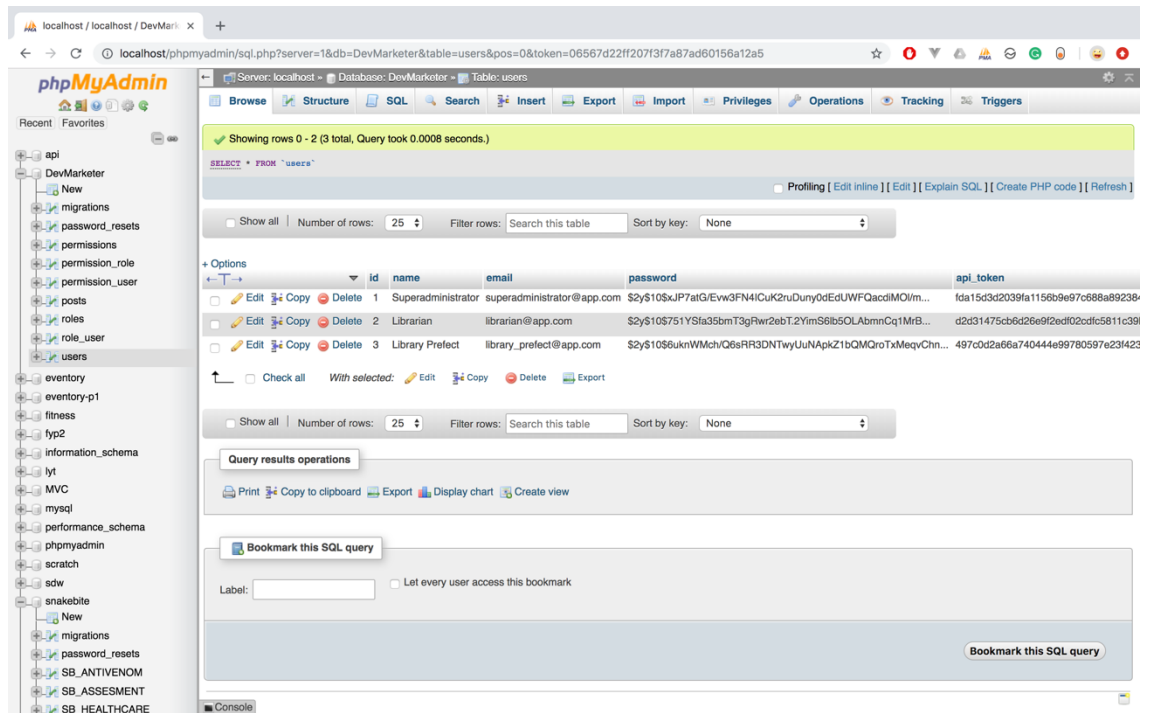 localhost / localhost / DevMark
localhost/phpmyadmin/sql.php?server=1&db=DevMarketer&table=users&pos=0&token=06567d22ff207f3f7a87ad60156a12a5
phpMyAdmin
Recent Favorites
api
DevMarketer
New
migrations
password_resets
permissions
permission_role
permission_user
posts
roles
role_user
users
eventory
eventory-p1
fitness
fyp2
information_schema
lyt
MVC
mysql
performance_schema
phpmyadmin
scratch
sdw
snakebite
New
migrations
password_resets
SB_ANTIVENOM
SB_ASSESMENT
SB_HEALTHCARE
Server: localhost » Database: DevMarketer » Table: users
Browse Structure SQL Search Insert Export Import Privileges Operations Tracking Triggers
Showing rows 0 - 2 (3 total, Query took 0.0008 seconds.)
SELECT * FROM `users`
Profiling [ Edit inline ] [ Edit ] [ Explain SQL ] [ Create PHP code ] [ Refresh ]
Show all | Number of rows: 25 Filter rows: Search this table Sort by key: None
+ Options
id name email password api_token
Edit Copy Delete 1 Superadministrator superadministrator@app.com $2y$10$xJP7atG/Evw3FN4lCuK2ruDuny0dEdUWFQacdiMOl/m... fda15d3d2039fa1156b9e97c688a89238
Edit Copy Delete 2 Librarian librarian@app.com $2y$10$751YSfa35bmT3gRwr2ebT.2YimS6lb5OLAbmnCq1MrB... d2d31475cb6d26e9f2edf02cdfc5811c39
Edit Copy Delete 3 Library Prefect library_prefect@app.com $2y$10$6uknWMch/Q6sRR3DNTwyUuNApkZ1bQMQroTxMeqvChn... 497c0d2a66a740444e99780597e23f423
Check all With selected: Edit Copy Delete Export
Show all | Number of rows: 25 Filter rows: Search this table Sort by key: None
Query results operations
Print Copy to clipboard Export Display chart Create view
Bookmark this SQL query
Label: Let every user access this bookmark
Bookmark this SQL query
Console